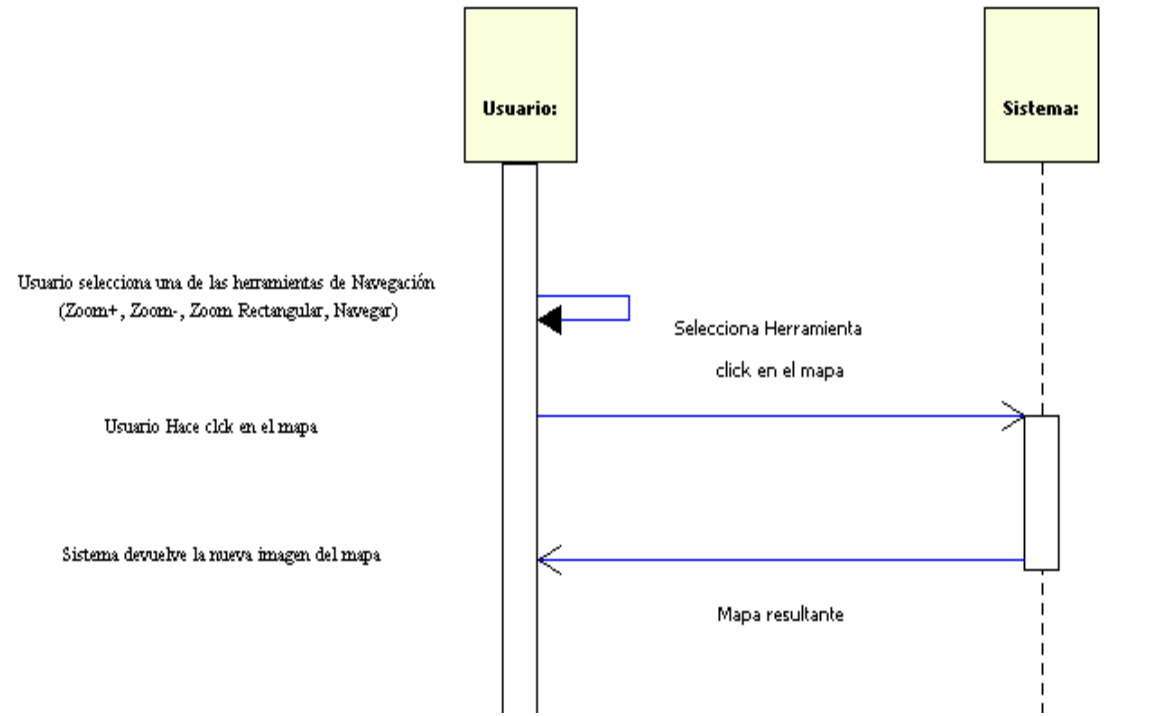 Usuario:
Sistema:
Usuario selecciona una de las herramientas de Navegación
(Zoom+, Zoom-, Zoom Rectangular, Navegar)
Selecciona Herramienta
click en el mapa
Usuario Hace clck en el mapa
Sistema devuelve la nueva imagen del mapa
Mapa resultante